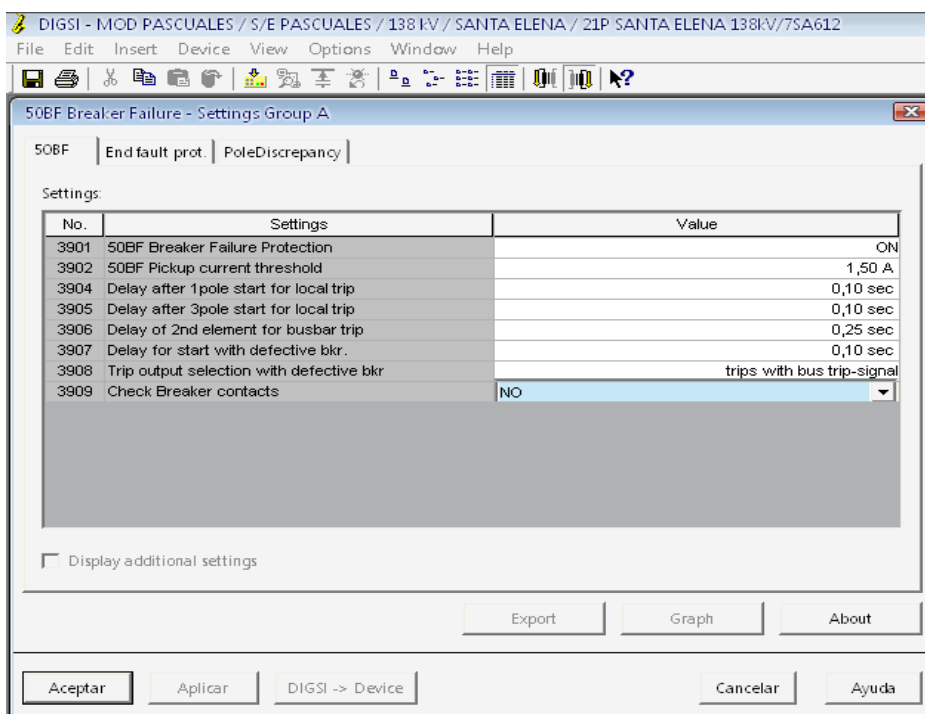 DIGSI - MOD PASCUALES / S/E PASCUALES / 138 kV / SANTA ELENA / 21P SANTA ELENA 138kV/7SA612
File Edit Insert Device View Options Window Help
50BF Breaker Failure - Settings Group A
50BF End fault prot. PoleDiscrepancy
Settings:
No. Settings Value
3901 50BF Breaker Failure Protection ON
3902 50BF Pickup current threshold 1,50 A
3904 Delay after 1pole start for local trip 0,10 sec
3905 Delay after 3pole start for local trip 0,10 sec
3906 Delay of 2nd element for busbar trip 0,25 sec
3907 Delay for start with defective bkr. 0,10 sec
3908 Trip output selection with defective bkr trips with bus trip-signal
3909 Check Breaker contacts NO
Display additional settings
Export Graph About
Aceptar Aplicar DIGSI -> Device Cancelar Ayuda